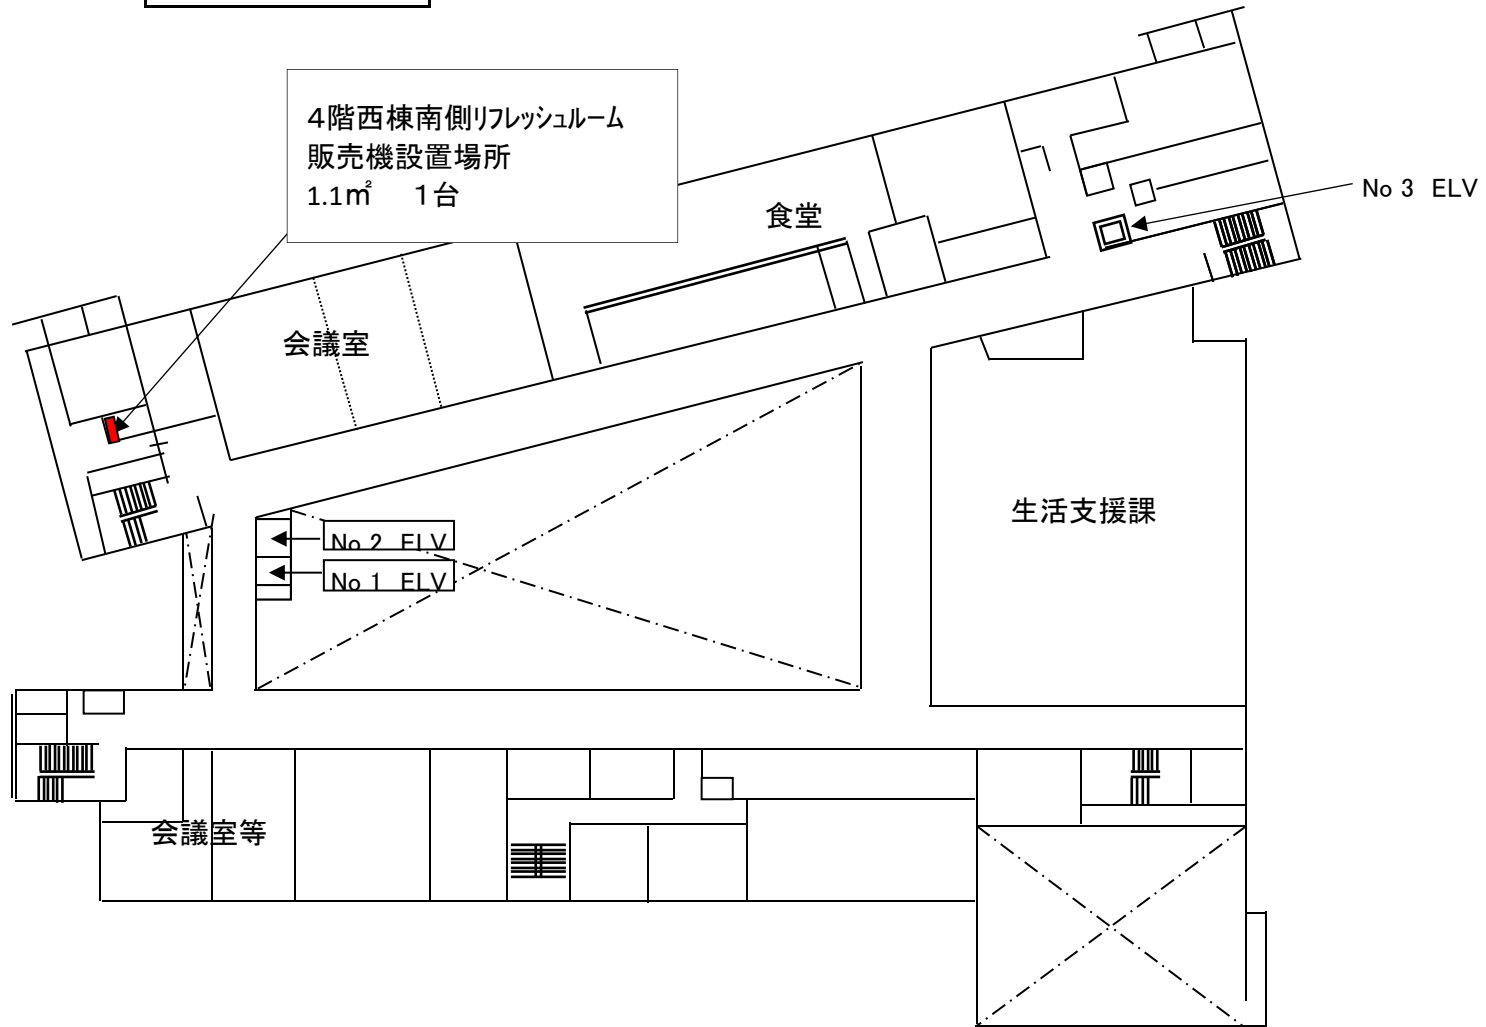 4階西棟南側リフレッシュルーム
販売機設置場所
1.1㎡　1台
食堂
No 3 ELV
会議室
生活支援課
No 2 ELV
No 1 ELV
会議室等